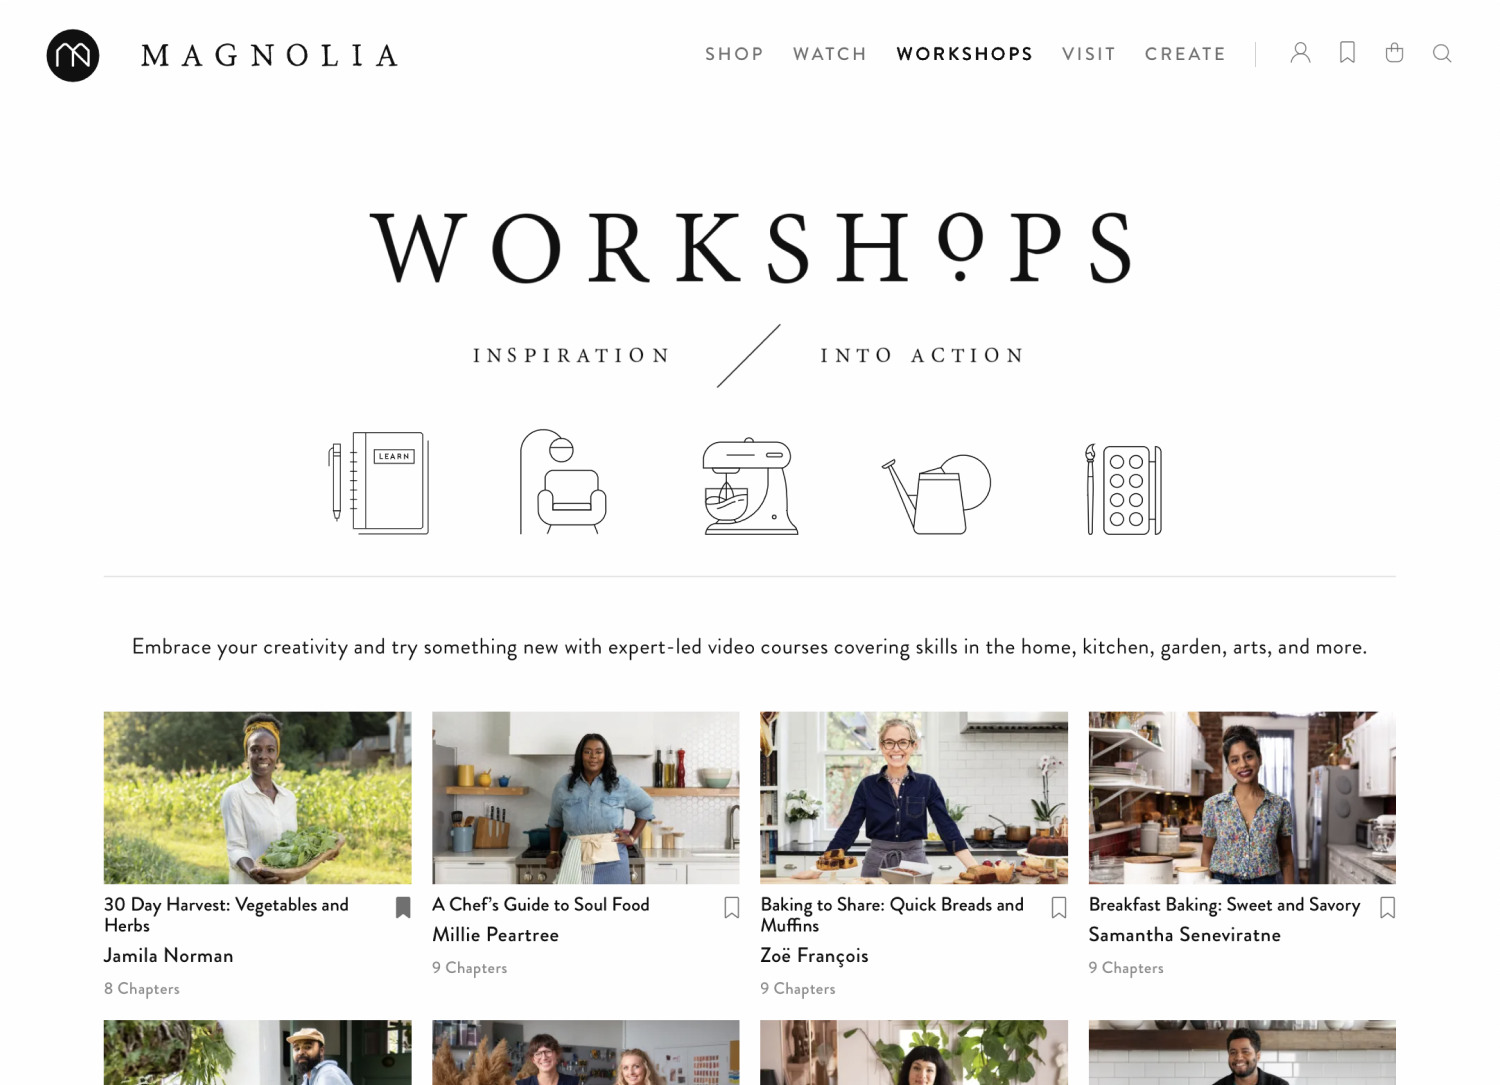 MAGNOLIA
SHOP WATCH WORKSHOPS VISIT CREATE
WORKSHOPS
INSPIRATION / INTO ACTION
LEARN
Embrace your creativity and try something new with expert-led video courses covering skills in the home, kitchen, garden, arts, and more.
30 Day Harvest: Vegetables and
Herbs
Jamila Norman
8 Chapters
A Chef's Guide to Soul Food
Millie Peartree
9 Chapters
Baking to Share: Quick Breads and
Muffins
Zoë François
9 Chapters
Breakfast Baking: Sweet and Savory
Samantha Seneviratne
9 Chapters